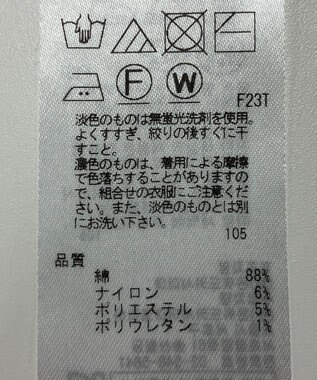 F
W
F23T
淡色のものは無蛍光洗剤を使用。
よくすすぎ、絞りの後すぐに干
すこと。
濃色のものは、着用による摩擦
で色落ちすることがありますの
で、組合せの衣服にご注意くだ
さい。また、淡色のものとは別
にお洗い下さい。
105
品質
綿 88%
ナイロン 6%
ポリエステル 5%
ポリウレタン 1%